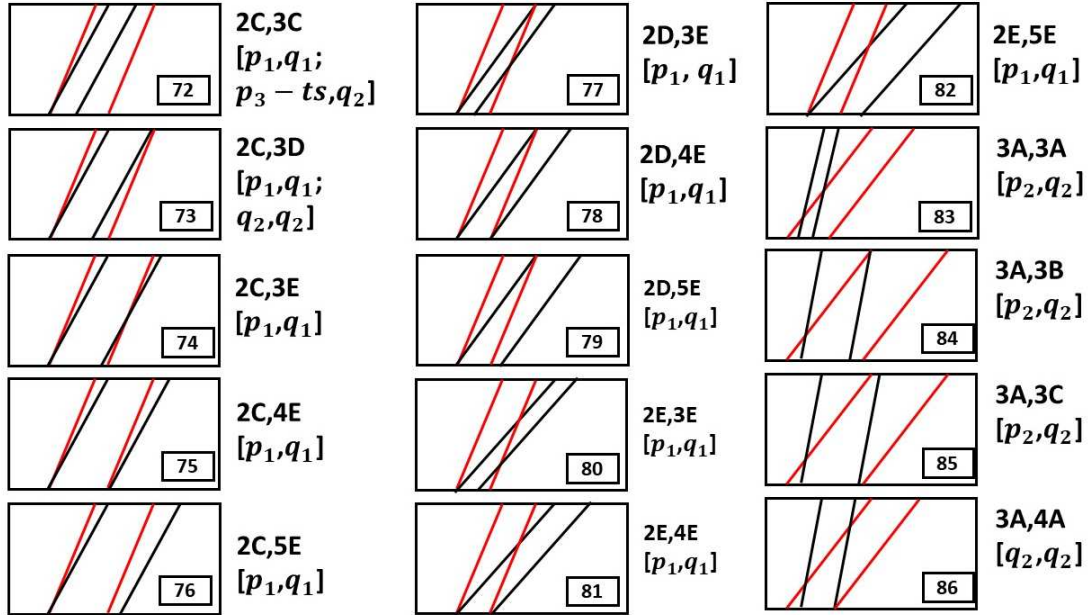 72
2C,3C
[p₁,q₁;
p₃ − ts,q₂]
73
2C,3D
[p₁,q₁;
q₂,q₂]
74
2C,3E
[p₁,q₁]
75
2C,4E
[p₁,q₁]
76
2C,5E
[p₁,q₁]
77
2D,3E
[p₁, q₁]
78
2D,4E
[p₁,q₁]
79
2D,5E
[p₁,q₁]
80
2E,3E
[p₁,q₁]
81
2E,4E
[p₁,q₁]
82
2E,5E
[p₁,q₁]
83
3A,3A
[p₂,q₂]
84
3A,3B
[p₂,q₂]
85
3A,3C
[p₂,q₂]
86
3A,4A
[q₂,q₂]